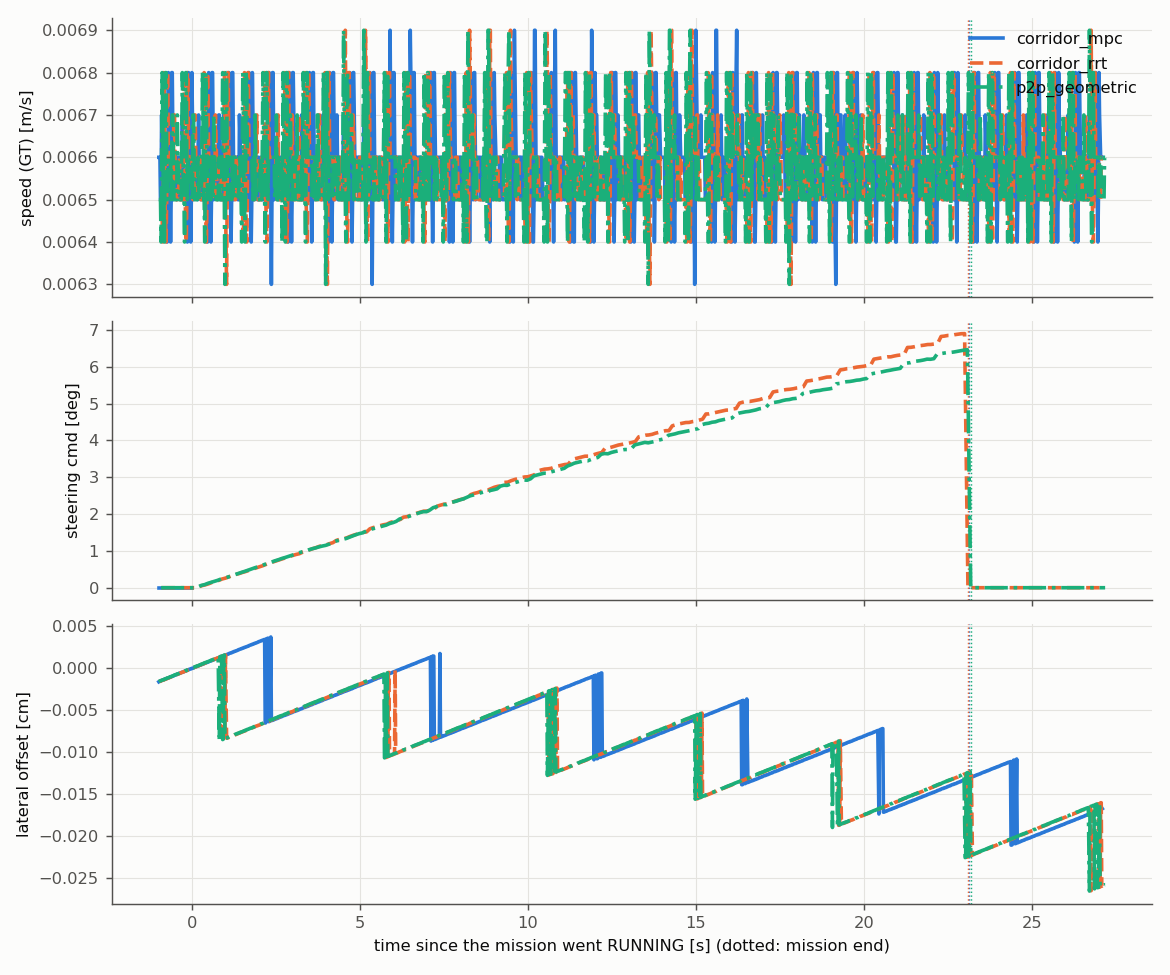 0.0069
0.0068
0.0067
0.0066
0.0065
0.0064
0.0063
speed (GT) [m/s]
corridor_mpc
corridor_rrt
p2p_geometric
7
6
5
4
3
2
1
0
steering cmd [deg]
0.005
0.000
−0.005
−0.010
−0.015
−0.020
−0.025
lateral offset [cm]
0 5 10 15 20 25
time since the mission went RUNNING [s] (dotted: mission end)